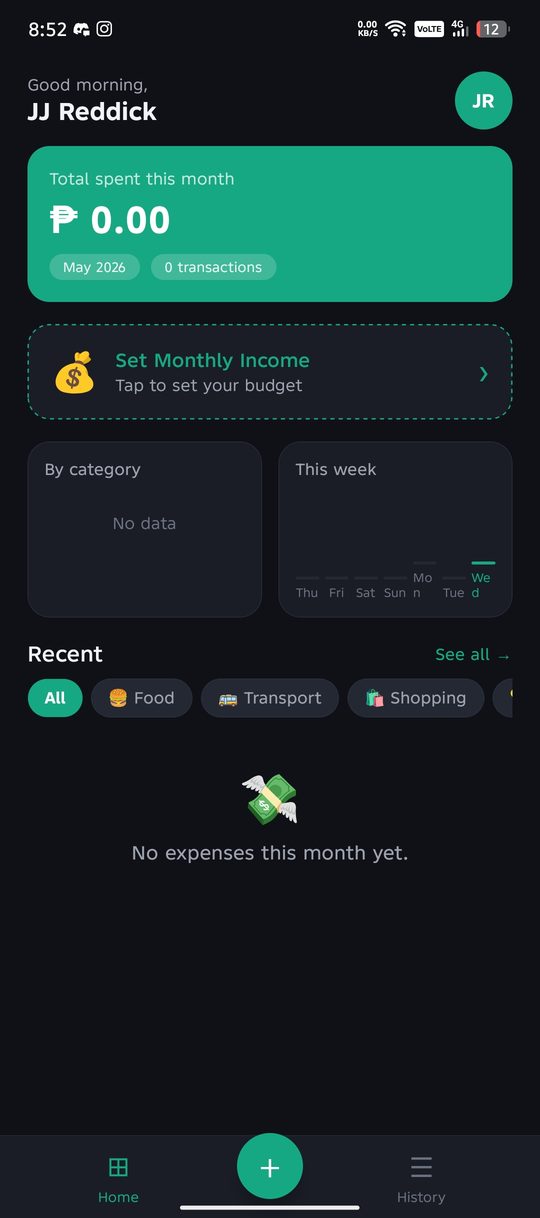 8:52
0.00 KB/S VoLTE 4G 12
Good morning,
JJ Reddick
JR
Total spent this month
₱ 0.00
May 2026 0 transactions
Set Monthly Income
Tap to set your budget
By category
No data
This week
Thu Fri Sat Sun Mon Tue Wed
Recent
See all →
All Food Transport Shopping
No expenses this month yet.
+
Home
History